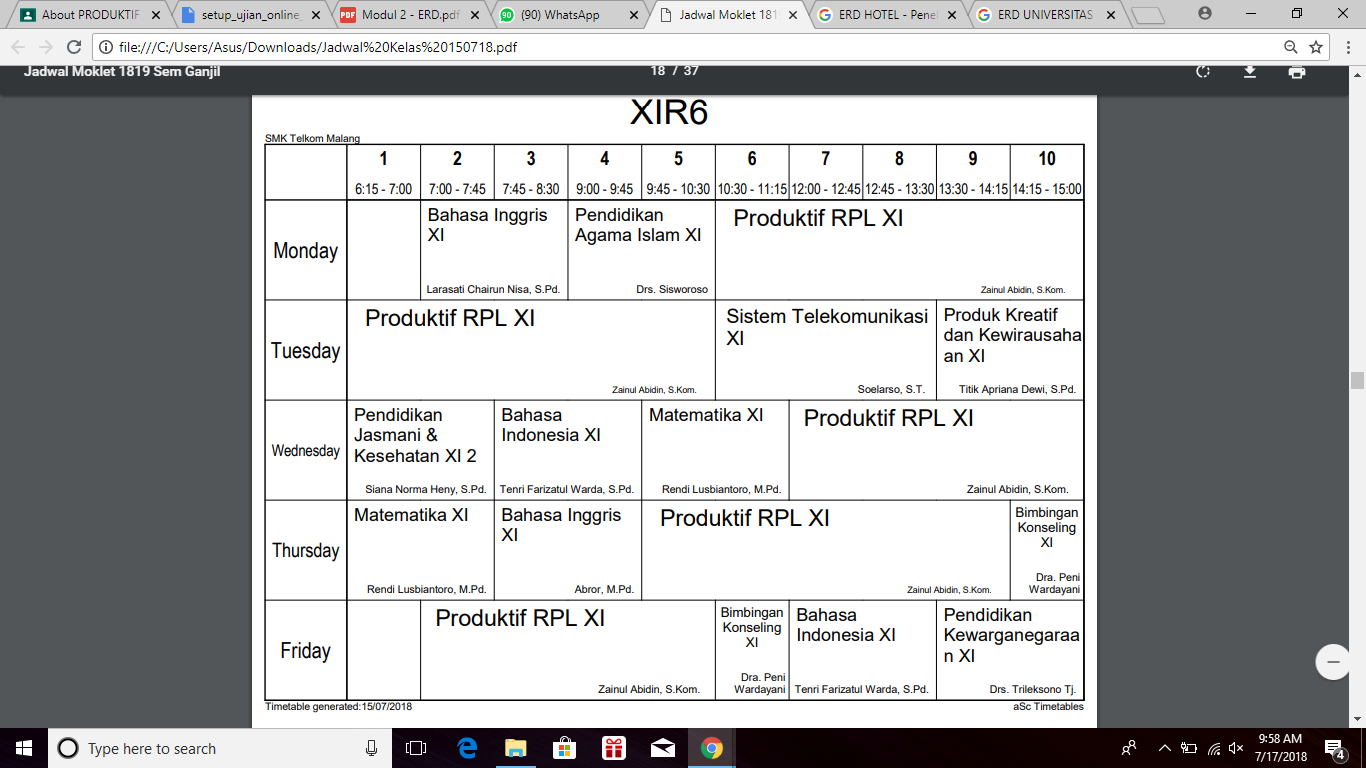 About PRODUKTIF
setup_ujian_online_
Modul 2 - ERD.pdf
(90) WhatsApp
Jadwal Moklet 181
ERD HOTEL - Pene
ERD UNIVERSITAS
file:///C:/Users/Asus/Downloads/Jadwal%20Kelas%20150718.pdf
Jadwal Moklet 1819 Sem Ganjil
18 / 37
XIR6
SMK Telkom Malang
1 2 3 4 5 6 7 8 9 10
6:15 - 7:00 7:00 - 7:45 7:45 - 8:30 9:00 - 9:45 9:45 - 10:30 10:30 - 11:15 12:00 - 12:45 12:45 - 13:30 13:30 - 14:15 14:15 - 15:00
Monday
Bahasa Inggris
XI
Larasati Chairun Nisa, S.Pd.
Pendidikan
Agama Islam XI
Drs. Sisworoso
Produktif RPL XI
Zainul Abidin, S.Kom.
Tuesday
Produktif RPL XI
Zainul Abidin, S.Kom.
Sistem Telekomunikasi
XI
Soelarso, S.T.
Produk Kreatif
dan Kewirausaha
an XI
Titik Apriana Dewi, S.Pd.
Wednesday
Pendidikan
Jasmani &
Kesehatan XI 2
Siana Norma Heny, S.Pd.
Bahasa
Indonesia XI
Tenri Farizatul Warda, S.Pd.
Matematika XI
Rendi Lusbiantoro, M.Pd.
Produktif RPL XI
Zainul Abidin, S.Kom.
Thursday
Matematika XI
Rendi Lusbiantoro, M.Pd.
Bahasa Inggris
XI
Abror, M.Pd.
Produktif RPL XI
Zainul Abidin, S.Kom.
Bimbingan
Konseling
XI
Dra. Peni
Wardayani
Friday
Produktif RPL XI
Zainul Abidin, S.Kom.
Bimbingan
Konseling
XI
Dra. Peni
Wardayani
Bahasa
Indonesia XI
Tenri Farizatul Warda, S.Pd.
Pendidikan
Kewarganegaraa
n XI
Drs. Trileksono Tj.
Timetable generated:15/07/2018
aSc Timetables
Type here to search
9:58 AM
7/17/2018
4